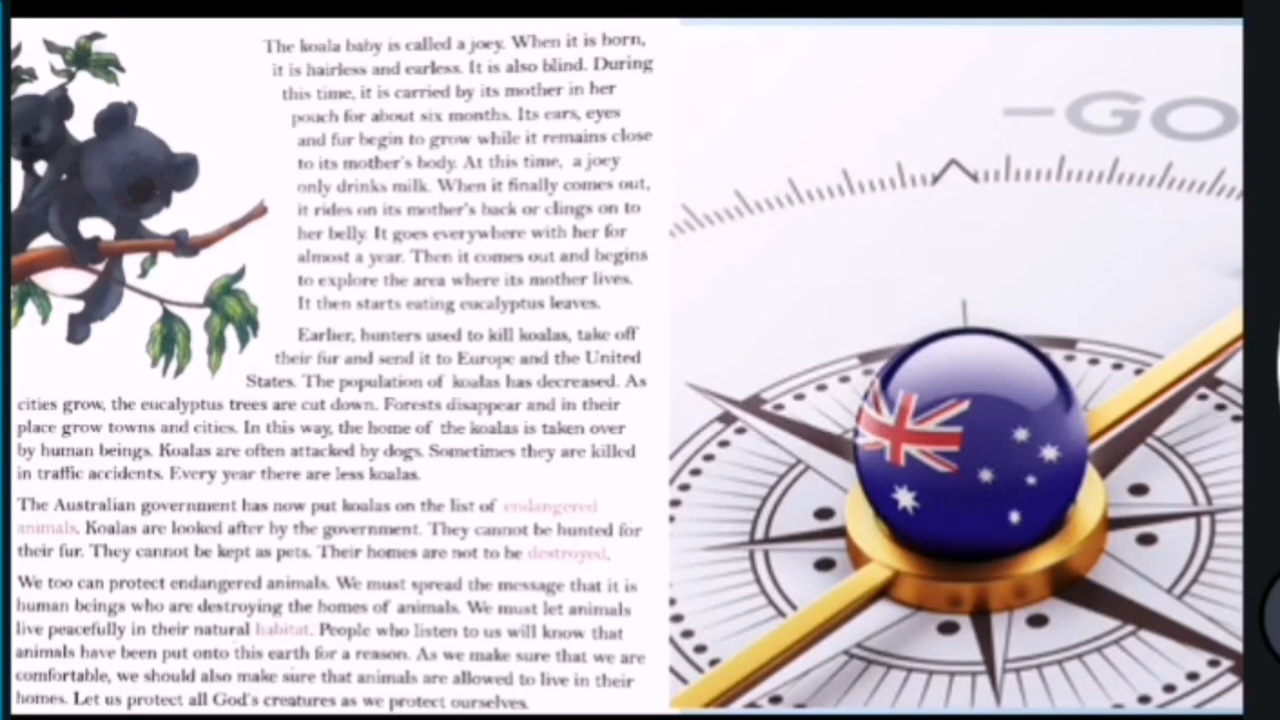 The koala baby is called a joey. When it is born,
it is hairless and earless. It is also blind. During
this time, it is carried by its mother in her
pouch for about six months. Its ears, eyes
and fur begin to grow while it remains close
to its mother's body. At this time, a joey
only drinks milk. When it finally comes out,
it rides on its mother's back or clings on to
her belly. It goes everywhere with her for
almost a year. Then it comes out and begins
to explore the area where its mother lives.
It then starts eating eucalyptus leaves.
Earlier, hunters used to kill koalas, take off
their fur and send it to Europe and the United
States. The population of koalas has decreased. As
cities grow, the eucalyptus trees are cut down. Forests disappear and in their
place grow towns and cities. In this way, the home of the koalas is taken over
by human beings. Koalas are often attacked by dogs. Sometimes they are killed
in traffic accidents. Every year there are less koalas.
The Australian government has now put koalas on the list of endangered
animals. Koalas are looked after by the government. They cannot be hunted for
their fur. They cannot be kept as pets. Their homes are not to be destroyed.
We too can protect endangered animals. We must spread the message that it is
human beings who are destroying the homes of animals. We must let animals
live peacefully in their natural habitat. People who listen to us will know that
animals have been put onto this earth for a reason. As we make sure that we are
comfortable, we should also make sure that animals are allowed to live in their
homes. Let us protect all God's creatures as we protect ourselves.
-GO